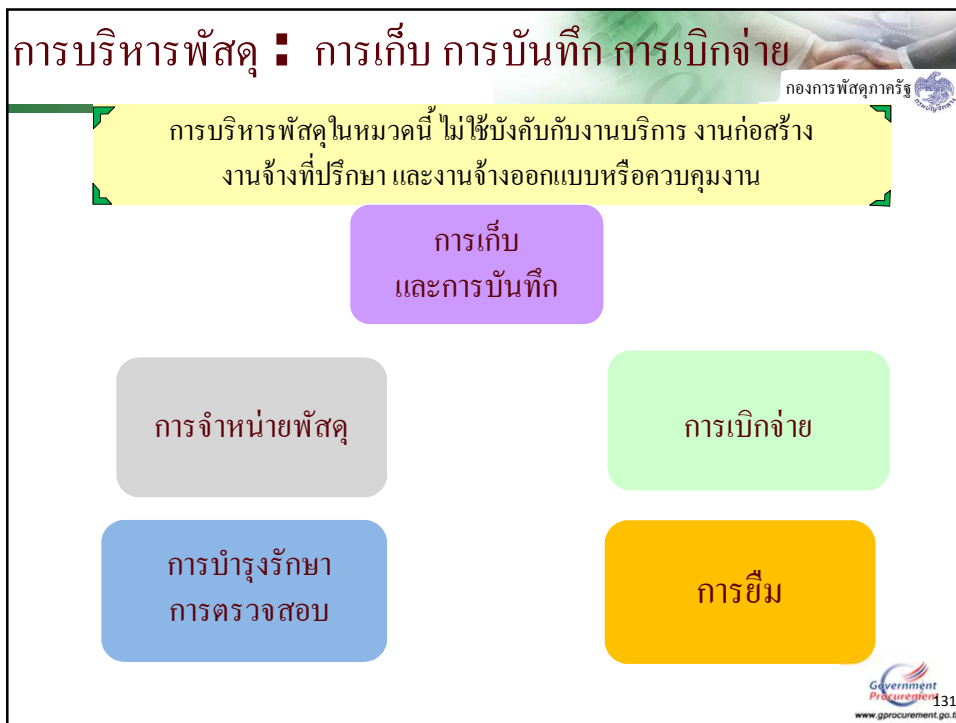 การบริหารพัสดุ : การเก็บ การบันทึก การเบิกจ่าย
กองการพัสดุภาครัฐ
การบริหารพัสดุในหมวดนี้ ไม่ใช้บังคับกับงานบริการ งานก่อสร้าง
งานจ้างที่ปรึกษา และงานจ้างออกแบบหรือควบคุมงาน
การเก็บ
และการบันทึก
การจำหน่ายพัสดุ
การเบิกจ่าย
การบำรุงรักษา
การตรวจสอบ
การยืม
Government
Procurement
131
www.gprocurement.go.t